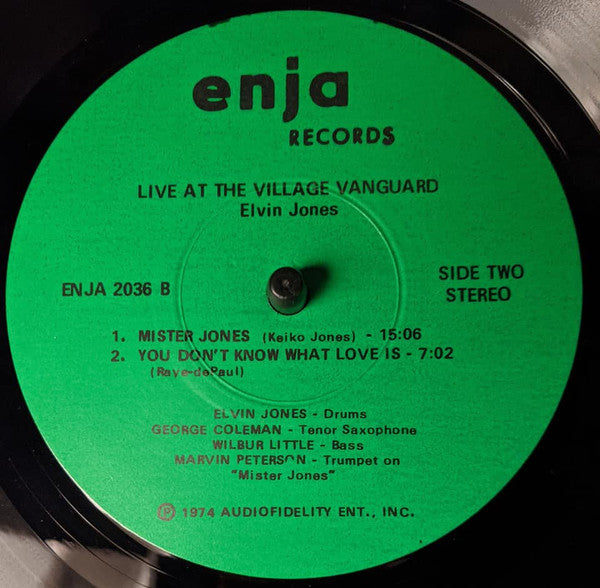 enja
RECORDS
LIVE AT THE VILLAGE VANGUARD
Elvin Jones
ENJA 2036 B
SIDE TWO
STEREO
1. MISTER JONES (Keiko Jones) - 15:06
2. YOU DON'T KNOW WHAT LOVE IS - 7:02
(Raye-dePaul)
ELVIN JONES - Drums
GEORGE COLEMAN - Tenor Saxophone
WILBUR LITTLE - Bass
MARVIN PETERSON - Trumpet on
"Mister Jones"
℗ 1974 AUDIOFIDELITY ENT., INC.